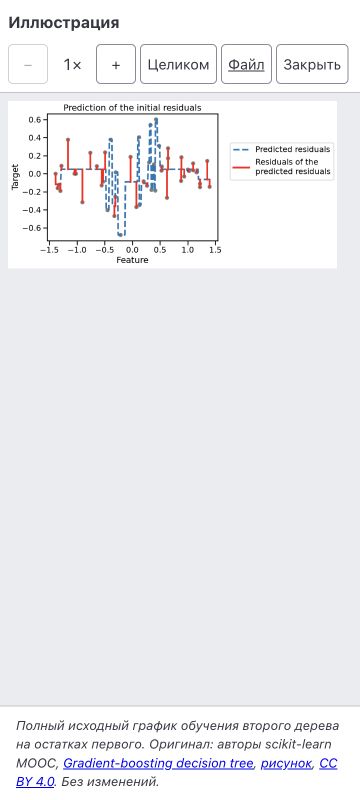 Иллюстрация
− 1× + Целиком Файл Закрыть
Prediction of the initial residuals
0.6
0.4
0.2
0.0
−0.2
−0.4
−0.6
Target
−1.5 −1.0 −0.5 0.0 0.5 1.0 1.5
Feature
Predicted residuals
Residuals of the
predicted residuals
Полный исходный график обучения второго дерева
на остатках первого. Оригинал: авторы scikit-learn
MOOC, Gradient-boosting decision tree, рисунок, CC
BY 4.0. Без изменений.